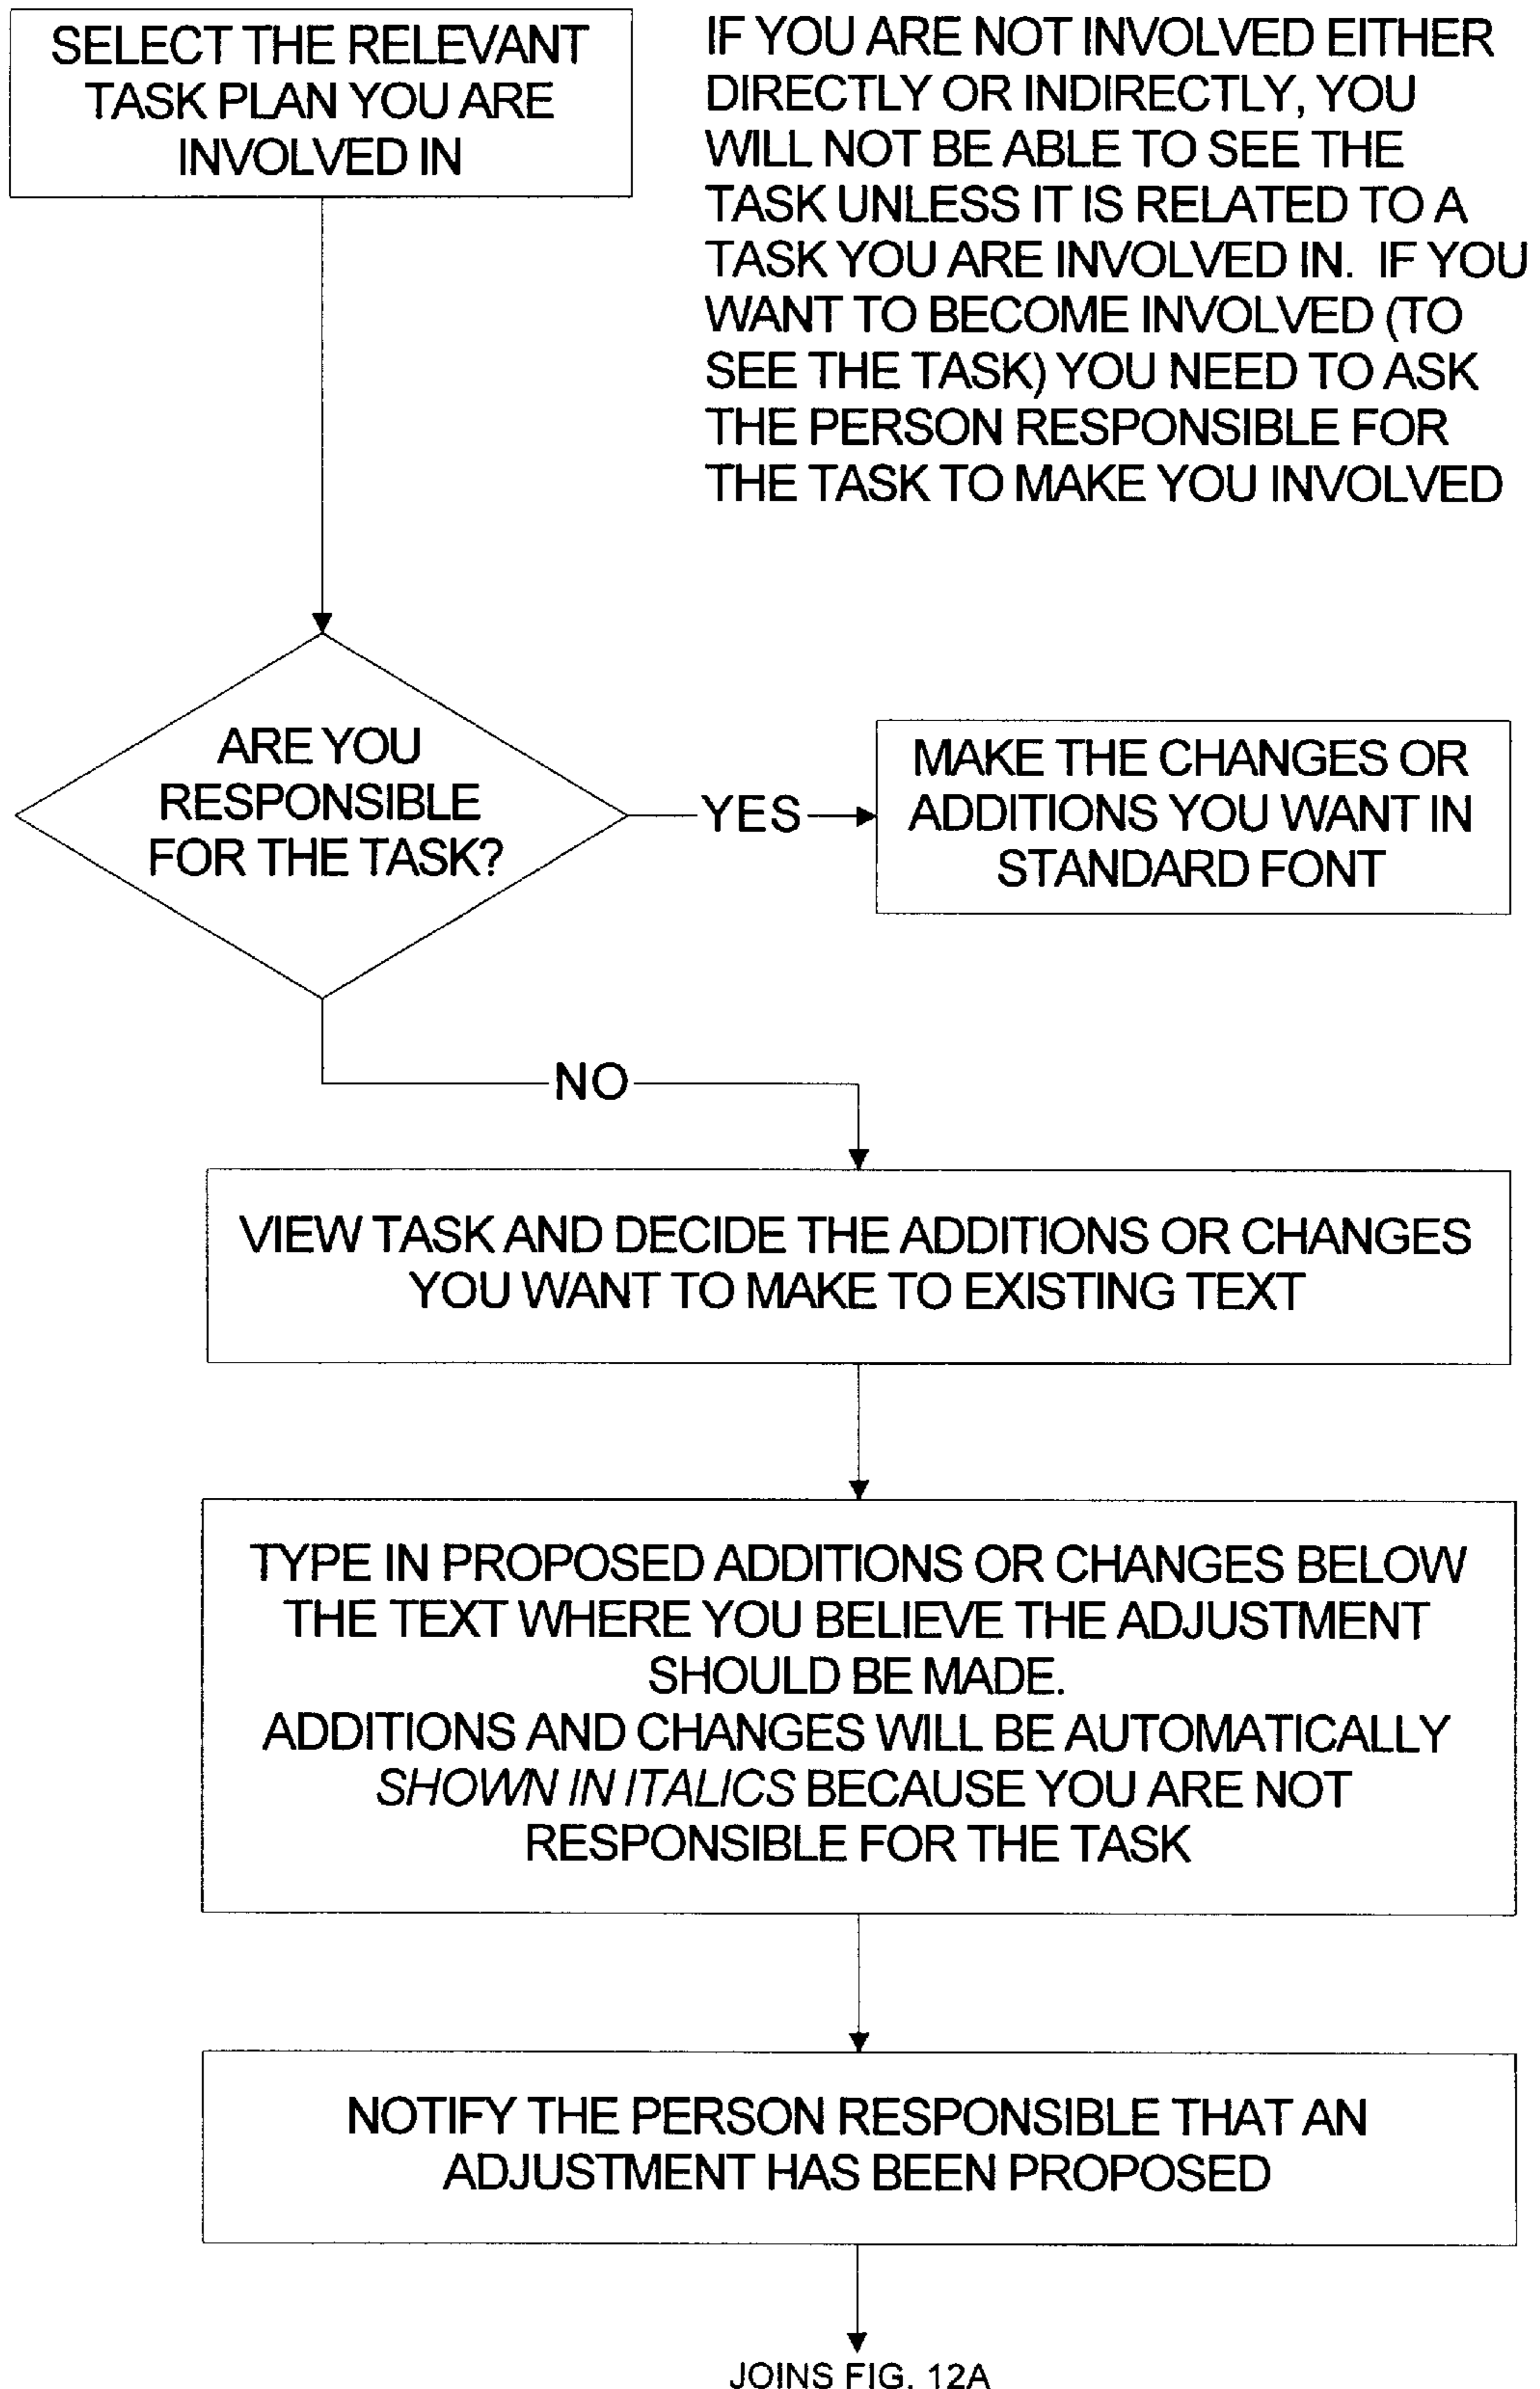 SELECT THE RELEVANT
TASK PLAN YOU ARE
INVOLVED IN
IF YOU ARE NOT INVOLVED EITHER
DIRECTLY OR INDIRECTLY, YOU
WILL NOT BE ABLE TO SEE THE
TASK UNLESS IT IS RELATED TO A
TASK YOU ARE INVOLVED IN. IF YOU
WANT TO BECOME INVOLVED (TO
SEE THE TASK) YOU NEED TO ASK
THE PERSON RESPONSIBLE FOR
THE TASK TO MAKE YOU INVOLVED
ARE YOU
RESPONSIBLE
FOR THE TASK?
YES
MAKE THE CHANGES OR
ADDITIONS YOU WANT IN
STANDARD FONT
NO
VIEW TASK AND DECIDE THE ADDITIONS OR CHANGES
YOU WANT TO MAKE TO EXISTING TEXT
TYPE IN PROPOSED ADDITIONS OR CHANGES BELOW
THE TEXT WHERE YOU BELIEVE THE ADJUSTMENT
SHOULD BE MADE.
ADDITIONS AND CHANGES WILL BE AUTOMATICALLY
SHOWN IN ITALICS BECAUSE YOU ARE NOT
RESPONSIBLE FOR THE TASK
NOTIFY THE PERSON RESPONSIBLE THAT AN
ADJUSTMENT HAS BEEN PROPOSED
JOINS FIG. 12A